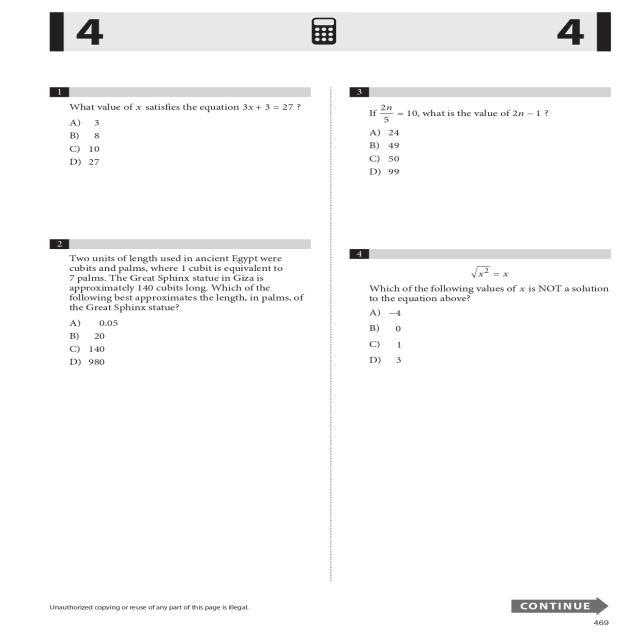 4
4
1
What value of x satisfies the equation 3x + 3 = 27 ?
A) 3
B) 8
C) 10
D) 27
2
Two units of length used in ancient Egypt were
cubits and palms, where 1 cubit is equivalent to
7 palms. The Great Sphinx statue in Giza is
approximately 140 cubits long. Which of the
following best approximates the length, in palms, of
the Great Sphinx statue?
A) 0.05
B) 20
C) 140
D) 980
3
If 2n/5 = 10, what is the value of 2n − 1 ?
A) 24
B) 49
C) 50
D) 99
4
√x² = x
Which of the following values of x is NOT a solution
to the equation above?
A) −4
B) 0
C) 1
D) 3
Unauthorized copying or reuse of any part of this page is illegal.
CONTINUE
469